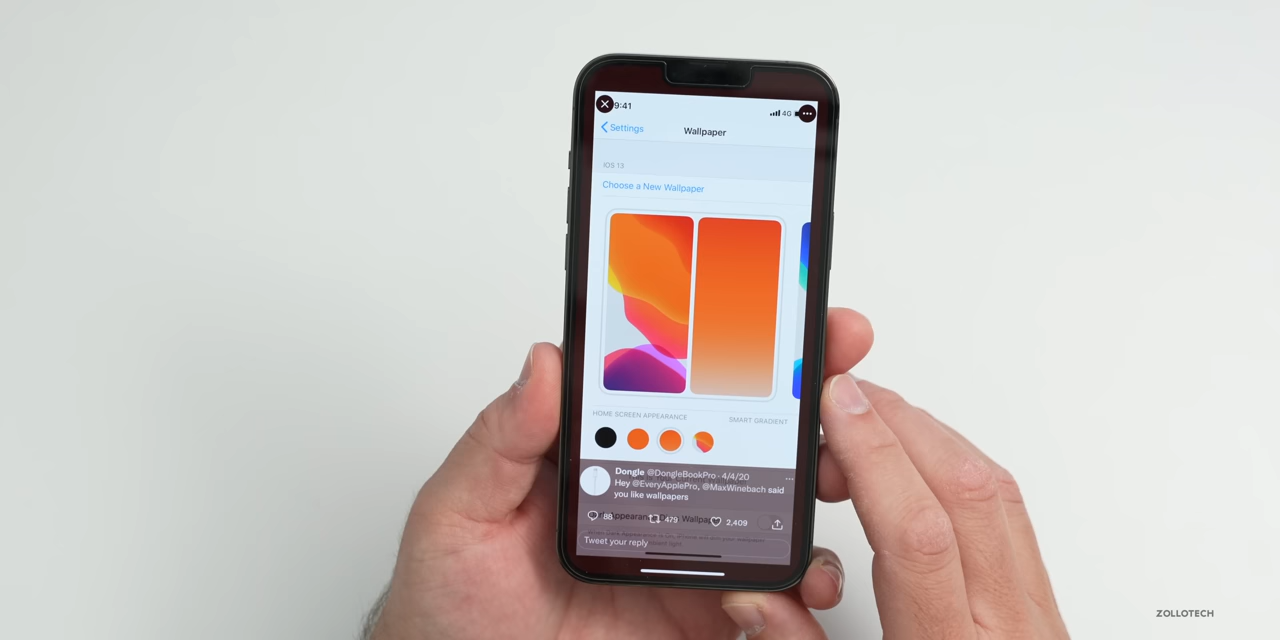 9:41
4G
Settings
Wallpaper
IOS 13
Choose a New Wallpaper
HOME SCREEN APPEARANCE
SMART GRADIENT
Dongle @DongleBookPro · 4/4/20
Hey @EveryApplePro, @MaxWinebach said
you like wallpapers
88
479
2,409
Tweet your reply
ZOLLOTECH